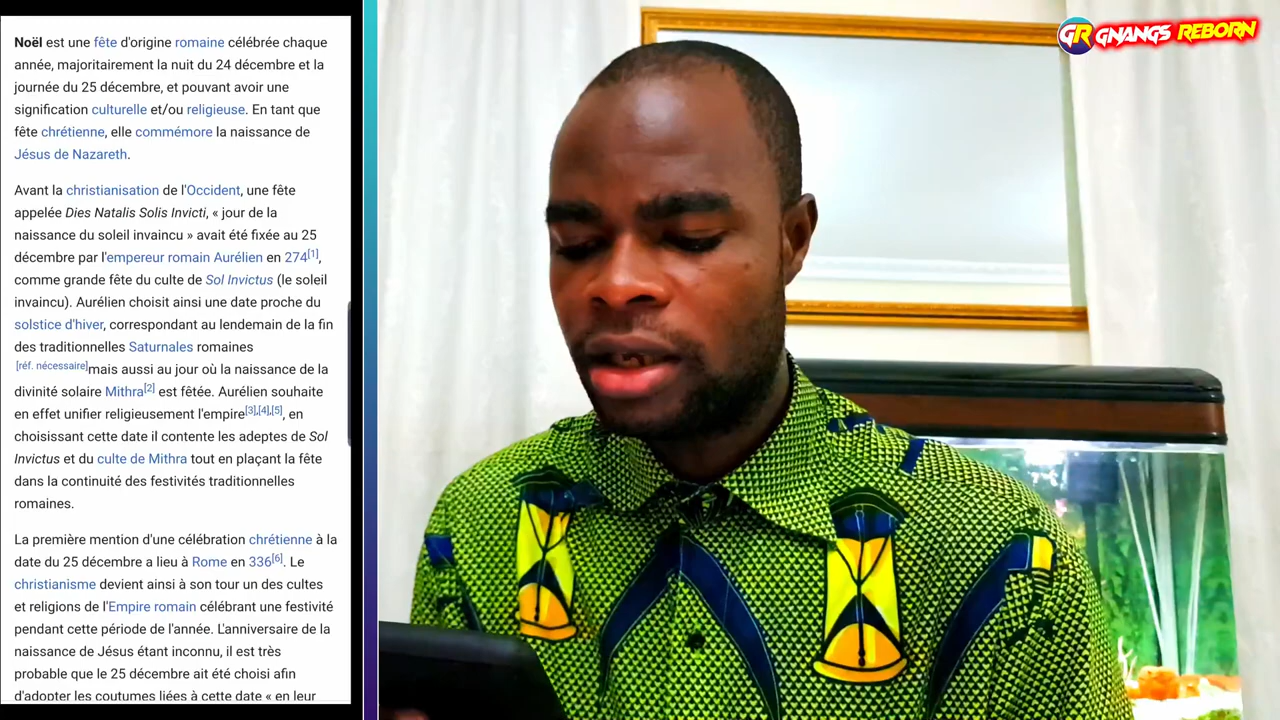 Noël est une fête d'origine romaine célébrée chaque
année, majoritairement la nuit du 24 décembre et la
journée du 25 décembre, et pouvant avoir une
signification culturelle et/ou religieuse. En tant que
fête chrétienne, elle commémore la naissance de
Jésus de Nazareth.
Avant la christianisation de l'Occident, une fête
appelée Dies Natalis Solis Invicti, « jour de la
naissance du soleil invaincu » avait été fixée au 25
décembre par l'empereur romain Aurélien en 274[1],
comme grande fête du culte de Sol Invictus (le soleil
invaincu). Aurélien choisit ainsi une date proche du
solstice d'hiver, correspondant au lendemain de la fin
des traditionnelles Saturnales romaines
[réf. nécessaire]mais aussi au jour où la naissance de la
divinité solaire Mithra[2] est fêtée. Aurélien souhaite
en effet unifier religieusement l'empire[3],[4],[5], en
choisissant cette date il contente les adeptes de Sol
Invictus et du culte de Mithra tout en plaçant la fête
dans la continuité des festivités traditionnelles
romaines.
La première mention d'une célébration chrétienne à la
date du 25 décembre a lieu à Rome en 336[6]. Le
christianisme devient ainsi à son tour un des cultes
et religions de l'Empire romain célébrant une festivité
pendant cette période de l'année. L'anniversaire de la
naissance de Jésus étant inconnu, il est très
probable que le 25 décembre ait été choisi afin
d'adopter les coutumes liées à cette date « en leur
GR GNANGS REBORN